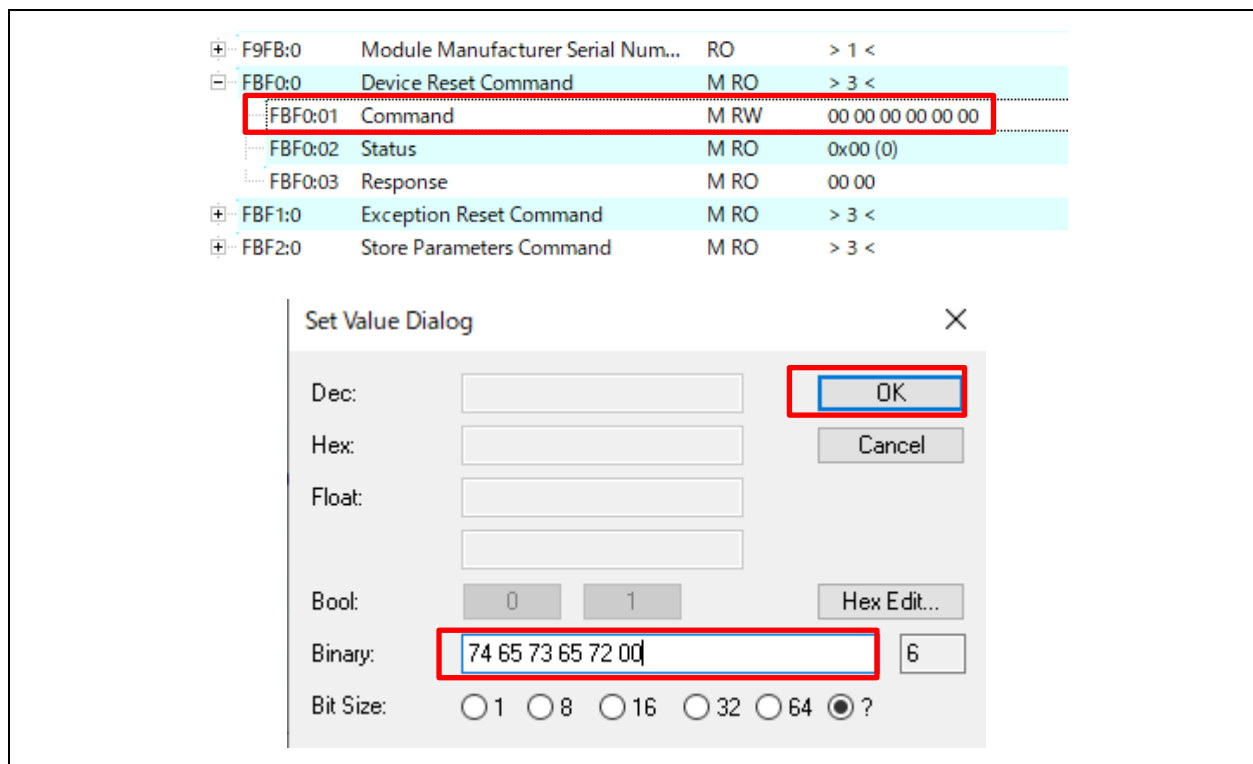 F9FB:0 Module Manufacturer Serial Num... RO > 1 <
FBF0:0 Device Reset Command M RO > 3 <
FBF0:01 Command M RW 00 00 00 00 00 00
FBF0:02 Status M RO 0x00 (0)
FBF0:03 Response M RO 00 00
FBF1:0 Exception Reset Command M RO > 3 <
FBF2:0 Store Parameters Command M RO > 3 <
Set Value Dialog
Dec: OK
Hex: Cancel
Float:
Bool: 0 1 Hex Edit...
Binary: 74 65 73 65 72 00 6
Bit Size: 1 8 16 32 64 ?